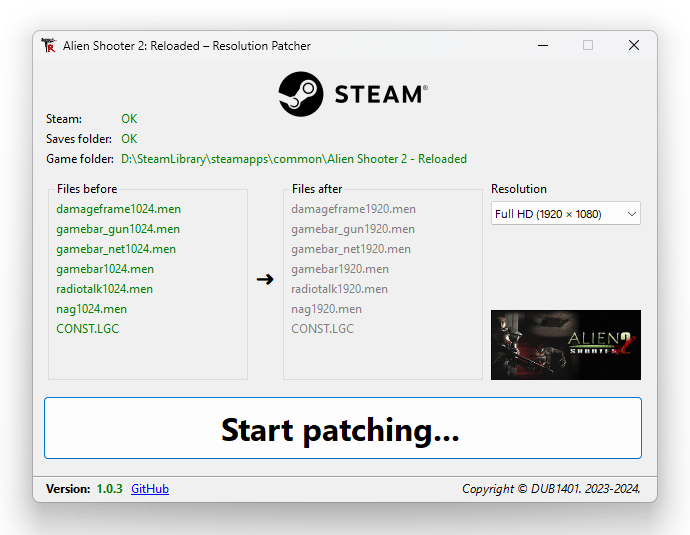 Alien Shooter 2: Reloaded – Resolution Patcher
STEAM®
Steam: OK
Saves folder: OK
Game folder: D:\SteamLibrary\steamapps\common\Alien Shooter 2 - Reloaded
Files before
damageframe1024.men
gamebar_gun1024.men
gamebar_net1024.men
gamebar1024.men
radiotalk1024.men
nag1024.men
CONST.LGC
Files after
damageframe1920.men
gamebar_gun1920.men
gamebar_net1920.men
gamebar1920.men
radiotalk1920.men
nag1920.men
CONST.LGC
Resolution
Full HD (1920 × 1080)
ALIEN 2
SHOOTER
Start patching...
Version: 1.0.3 GitHub
Copyright © DUB1401. 2023-2024.